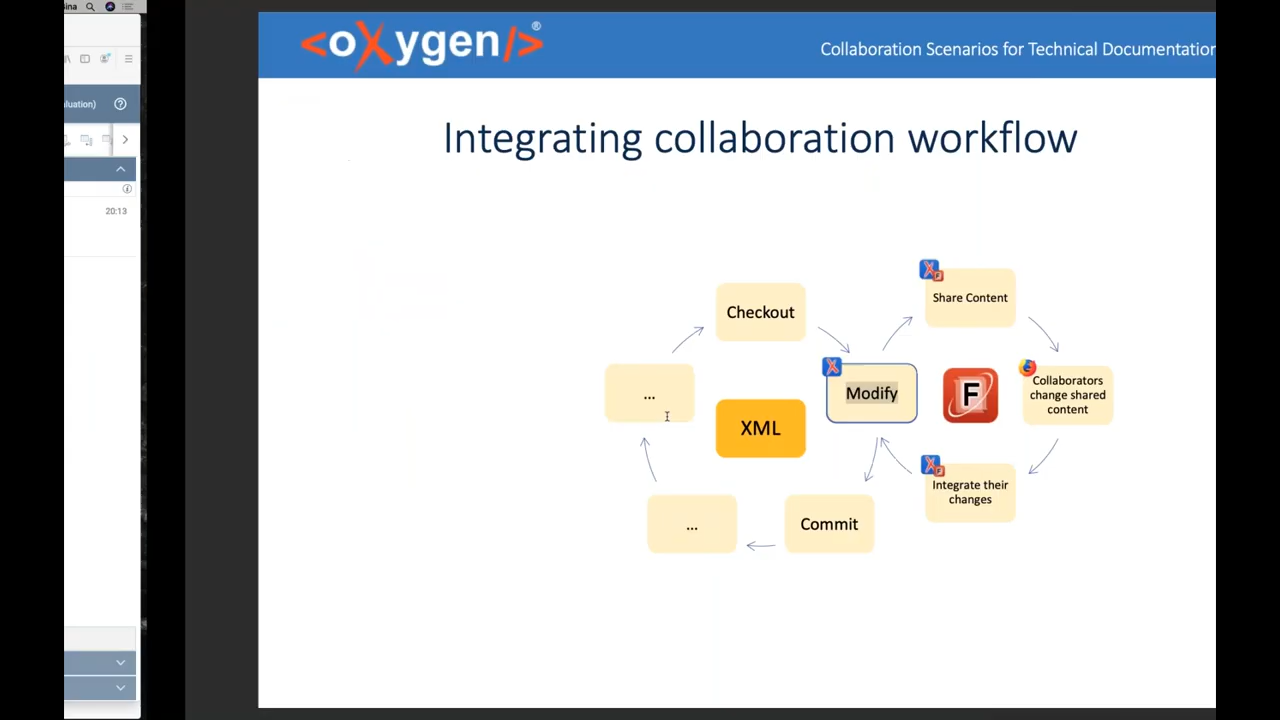 <oXygen/>®
Collaboration Scenarios for Technical Documentation
Integrating collaboration workflow
Checkout
Share Content
Modify
F
Collaborators
change shared
content
...
XML
Integrate their
changes
...
Commit
20:13